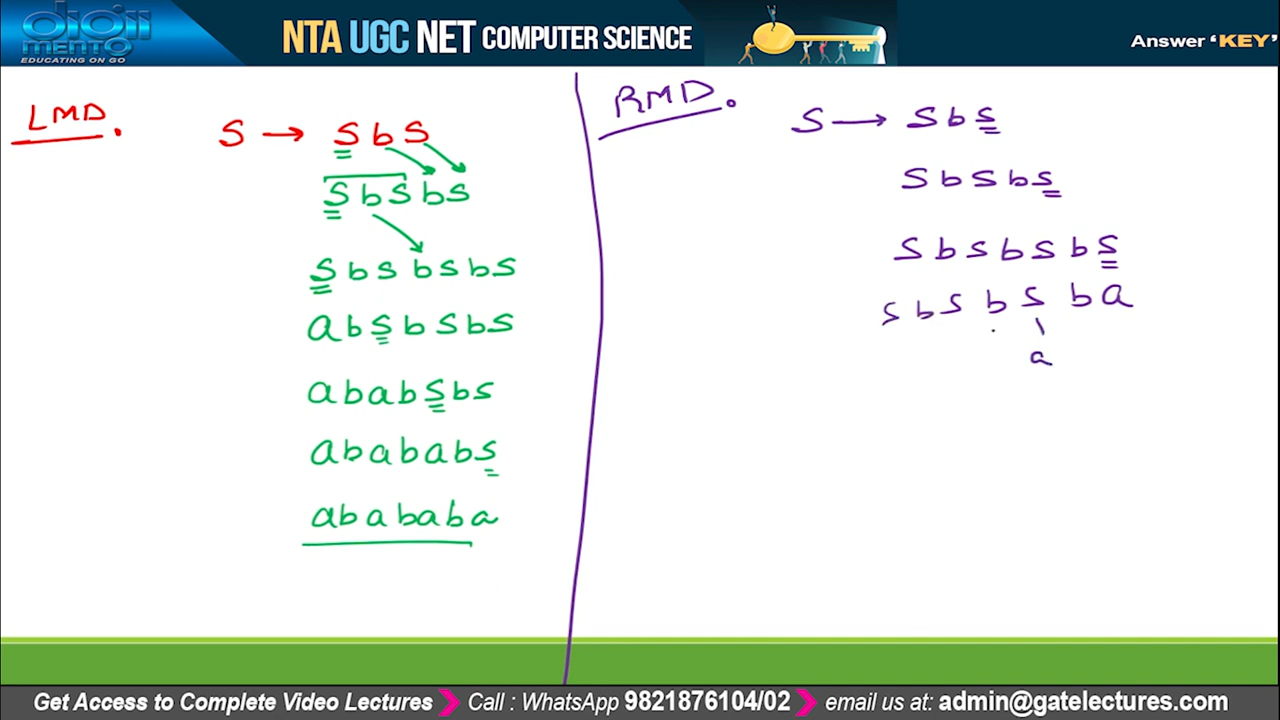 digii
MENTO
EDUCATING ON GO
NTA UGC NET COMPUTER SCIENCE
Answer ‘KEY’
LMD.
S → SbS
SbSbS
SbSbSbS
abSbSbS
ababSbS
abababS
abababa
RMD.
S → SbS
SbSbS
SbSbSbS
SbSbSba
a
Get Access to Complete Video Lectures Call : WhatsApp 9821876104/02 email us at: admin@gatelectures.com